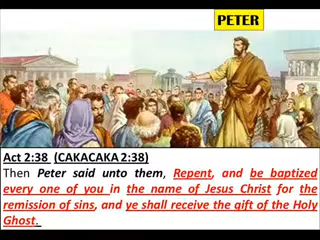 PETER
Act 2:38 (CAKACAKA 2:38)
Then Peter said unto them, Repent, and be baptized
every one of you in the name of Jesus Christ for the
remission of sins, and ye shall receive the gift of the Holy
Ghost.